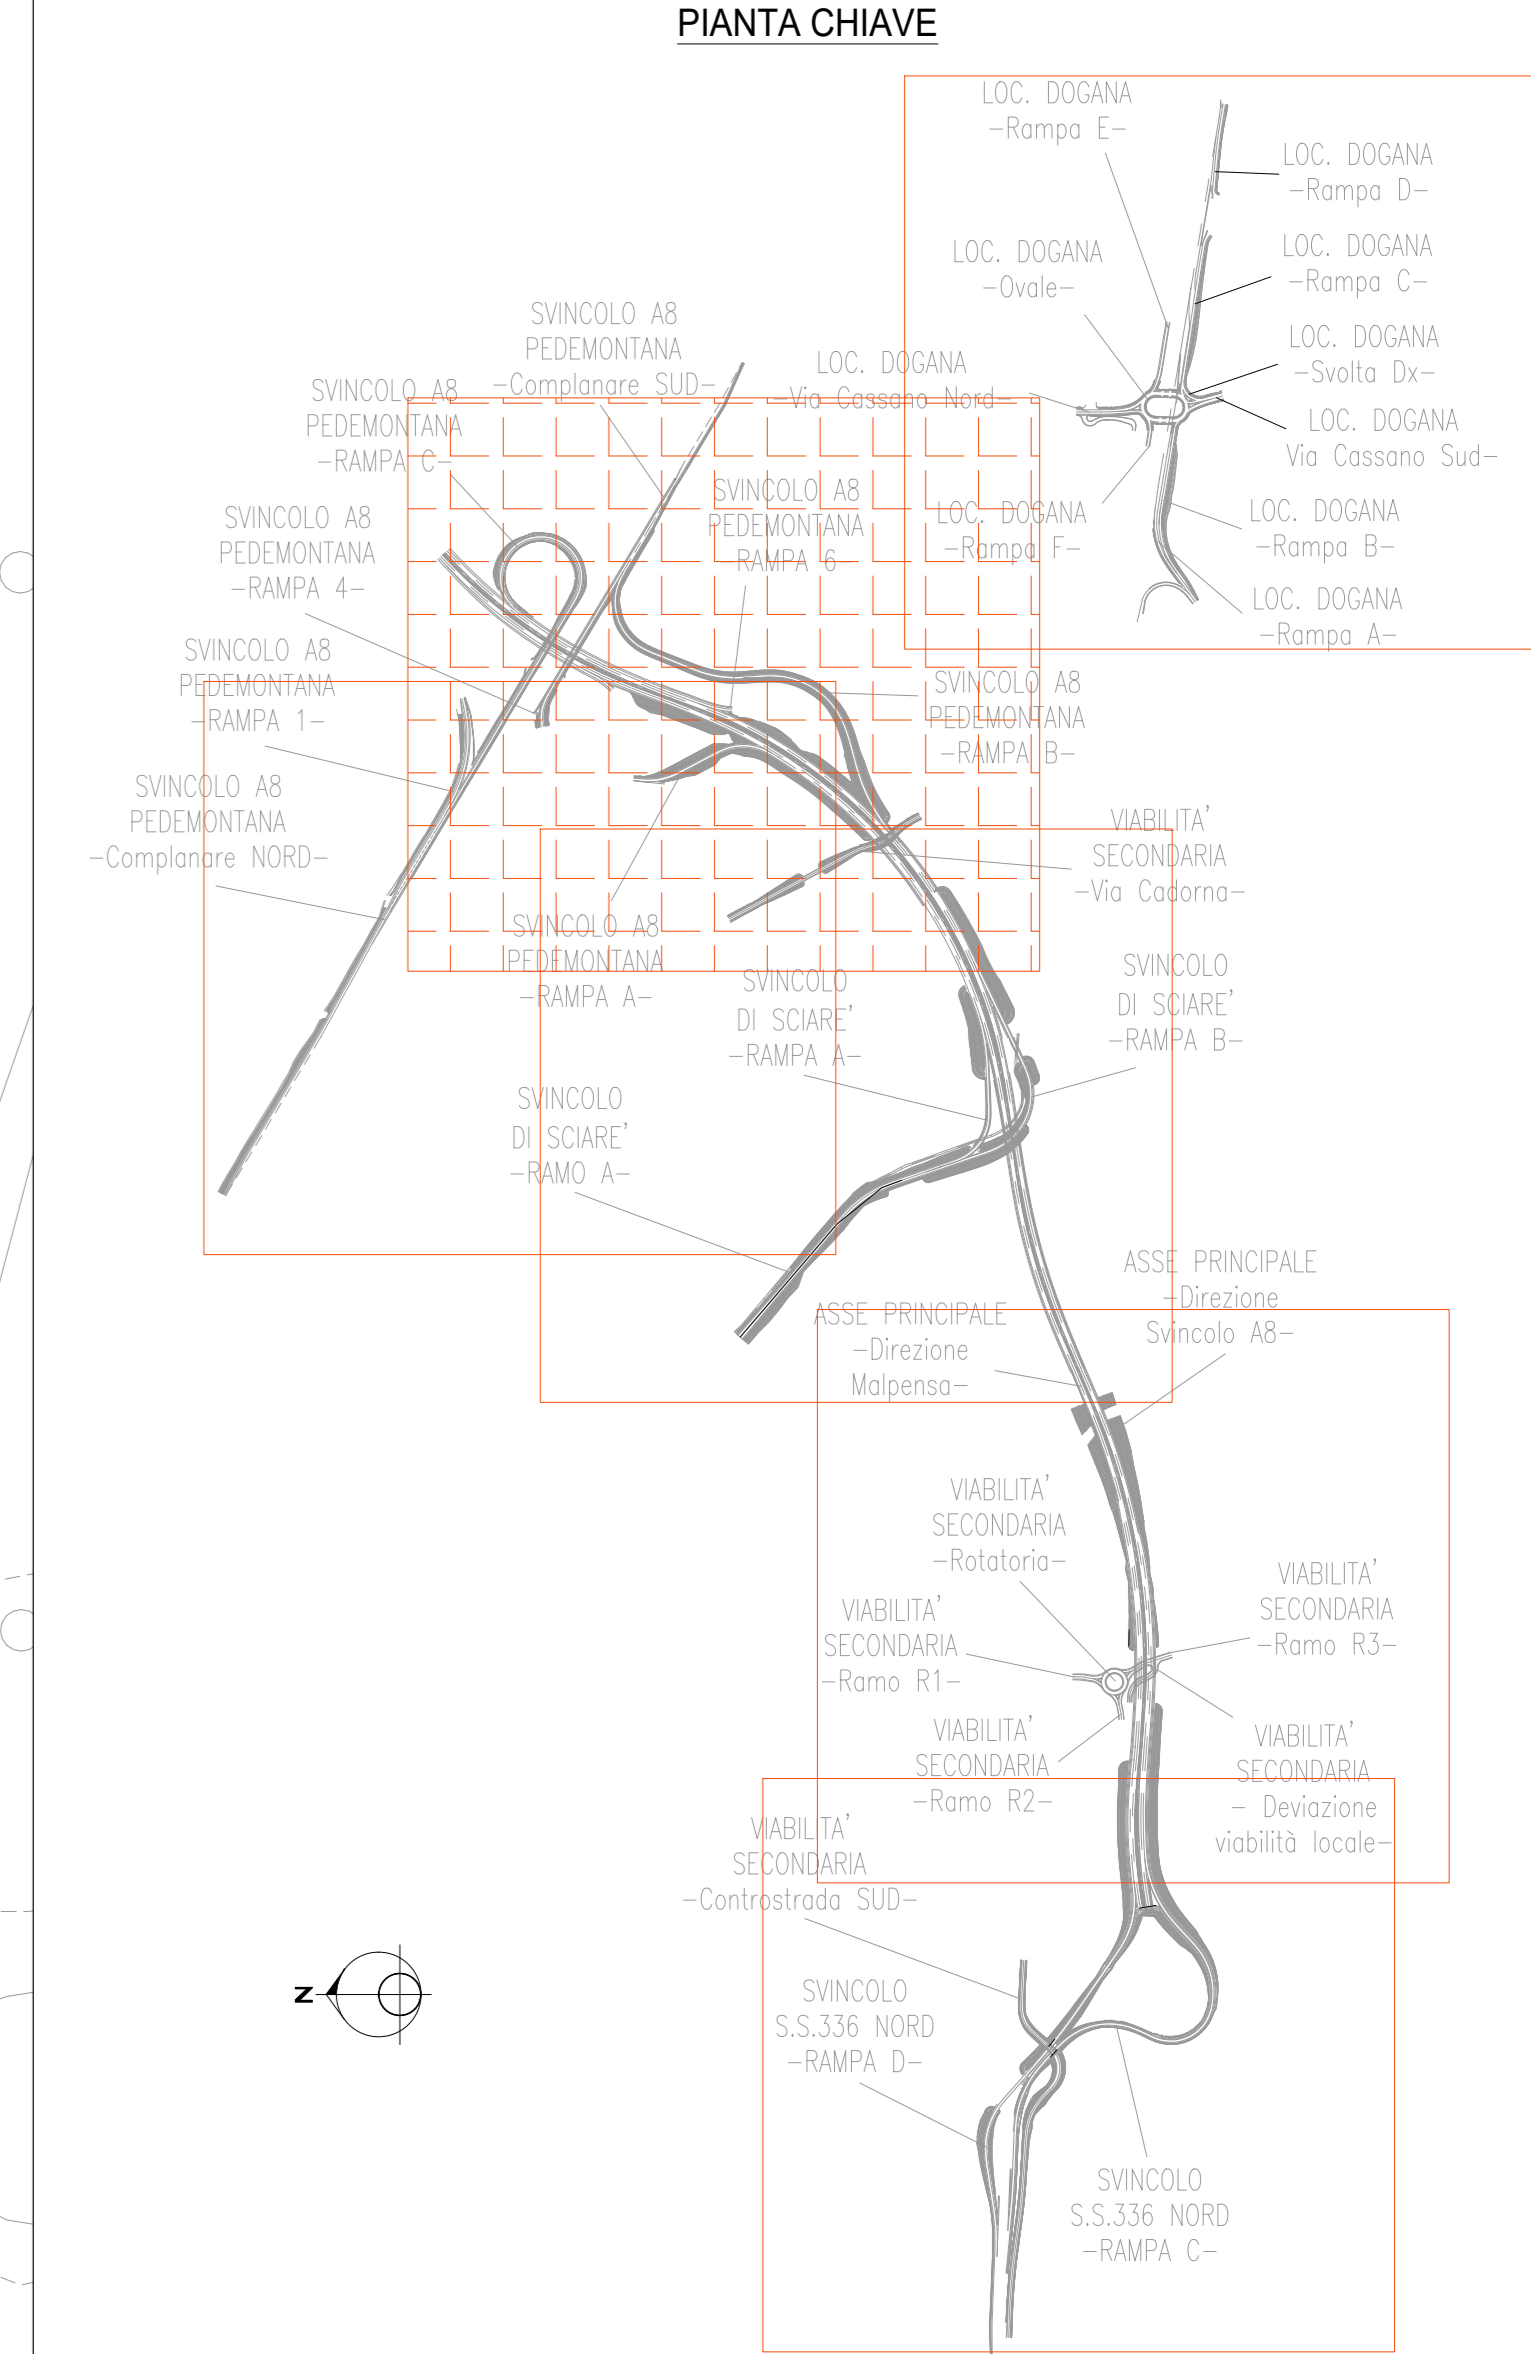 PIANTA CHIAVE
LOC. DOGANA
-Rampa E-
LOC. DOGANA
-Rampa D-
LOC. DOGANA
-Ovale-
LOC. DOGANA
-Rampa C-
SVINCOLO A8
PEDEMONTANA
-Complanare SUD-
LOC. DOGANA
-Via Cassano Nord-
LOC. DOGANA
-Svolta Dx-
SVINCOLO A8
PEDEMONTANA
-RAMPA C-
LOC. DOGANA
Via Cassano Sud-
SVINCOLO A8
PEDEMONTANA
-RAMPA 6-
LOC. DOGANA
-Rampa F-
LOC. DOGANA
-Rampa B-
SVINCOLO A8
PEDEMONTANA
-RAMPA 4-
LOC. DOGANA
-Rampa A-
SVINCOLO A8
PEDEMONTANA
-RAMPA 1-
SVINCOLO A8
PEDEMONTANA
-RAMPA B-
SVINCOLO A8
PEDEMONTANA
-Complanare NORD-
VIABILITA'
SECONDARIA
-Via Cadorna-
SVINCOLO A8
PEDEMONTANA
-RAMPA A-
SVINCOLO
DI SCIARE'
-RAMPA A-
SVINCOLO
DI SCIARE'
-RAMPA B-
SVINCOLO
DI SCIARE'
-RAMO A-
ASSE PRINCIPALE
-Direzione
Svincolo A8-
ASSE PRINCIPALE
-Direzione
Malpensa-
VIABILITA'
SECONDARIA
-Rotatoria-
VIABILITA'
SECONDARIA
-Ramo R3-
VIABILITA'
SECONDARIA
-Ramo R1-
VIABILITA'
SECONDARIA
-Ramo R2-
VIABILITA'
SECONDARIA
- Deviazione
viabilità locale-
VIABILITA'
SECONDARIA
-Controstrada SUD-
N
SVINCOLO
S.S.336 NORD
-RAMPA D-
SVINCOLO
S.S.336 NORD
-RAMPA C-